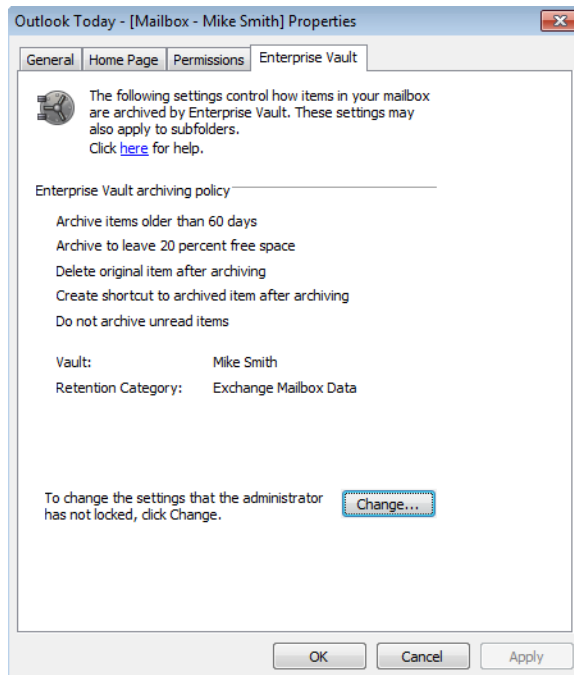 Outlook Today - [Mailbox - Mike Smith] Properties
General Home Page Permissions Enterprise Vault
The following settings control how items in your mailbox
are archived by Enterprise Vault. These settings may
also apply to subfolders.
Click here for help.
Enterprise Vault archiving policy
Archive items older than 60 days
Archive to leave 20 percent free space
Delete original item after archiving
Create shortcut to archived item after archiving
Do not archive unread items
Vault: Mike Smith
Retention Category: Exchange Mailbox Data
To change the settings that the administrator
has not locked, click Change.
Change...
OK Cancel Apply